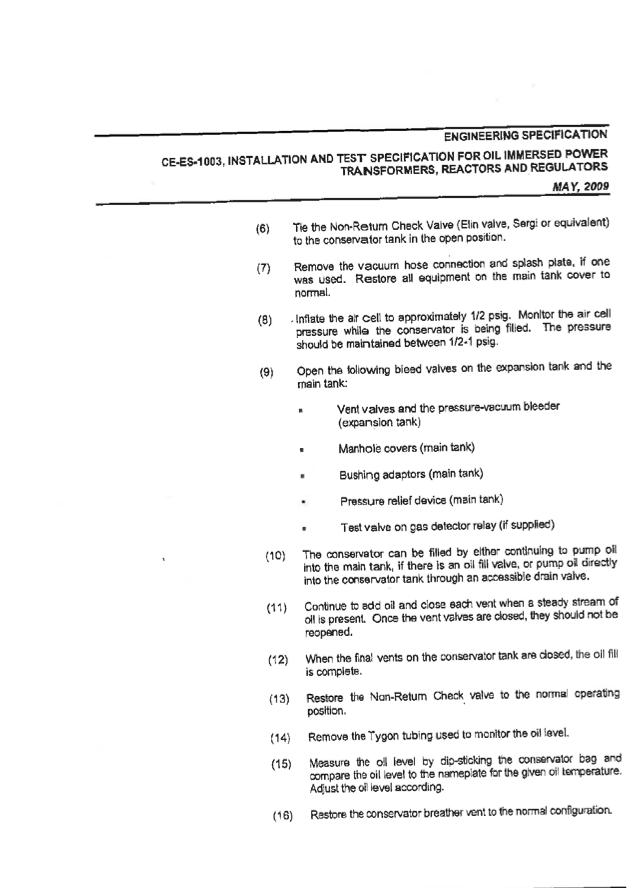 ENGINEERING SPECIFICATION
CE-ES-1003, INSTALLATION AND TEST SPECIFICATION FOR OIL IMMERSED POWER
TRANSFORMERS, REACTORS AND REGULATORS
MAY, 2009
(6) Tie the Non-Return Check Valve (Elin valve, Sergi or equivalent)
to the conservator tank in the open position.
(7) Remove the vacuum hose connection and splash plate, if one
was used. Restore all equipment on the main tank cover to
normal.
(8) Inflate the air cell to approximately 1/2 psig. Monitor the air cell
pressure while the conservator is being filled. The pressure
should be maintained between 1/2-1 psig.
(9) Open the following bleed valves on the expansion tank and the
main tank:
▪ Vent valves and the pressure-vacuum bleeder
(expansion tank)
▪ Manhole covers (main tank)
▪ Bushing adaptors (main tank)
▪ Pressure relief device (main tank)
▪ Test valve on gas detector relay (if supplied)
(10) The conservator can be filled by either continuing to pump oil
into the main tank, if there is an oil fill valve, or pump oil directly
into the conservator tank through an accessible drain valve.
(11) Continue to add oil and close each vent when a steady stream of
oil is present. Once the vent valves are closed, they should not be
reopened.
(12) When the final vents on the conservator tank are closed, the oil fill
is complete.
(13) Restore the Non-Return Check valve to the normal operating
position.
(14) Remove the Tygon tubing used to monitor the oil level.
(15) Measure the oil level by dip-sticking the conservator bag and
compare the oil level to the nameplate for the given oil temperature.
Adjust the oil level according.
(16) Restore the conservator breather vent to the normal configuration.